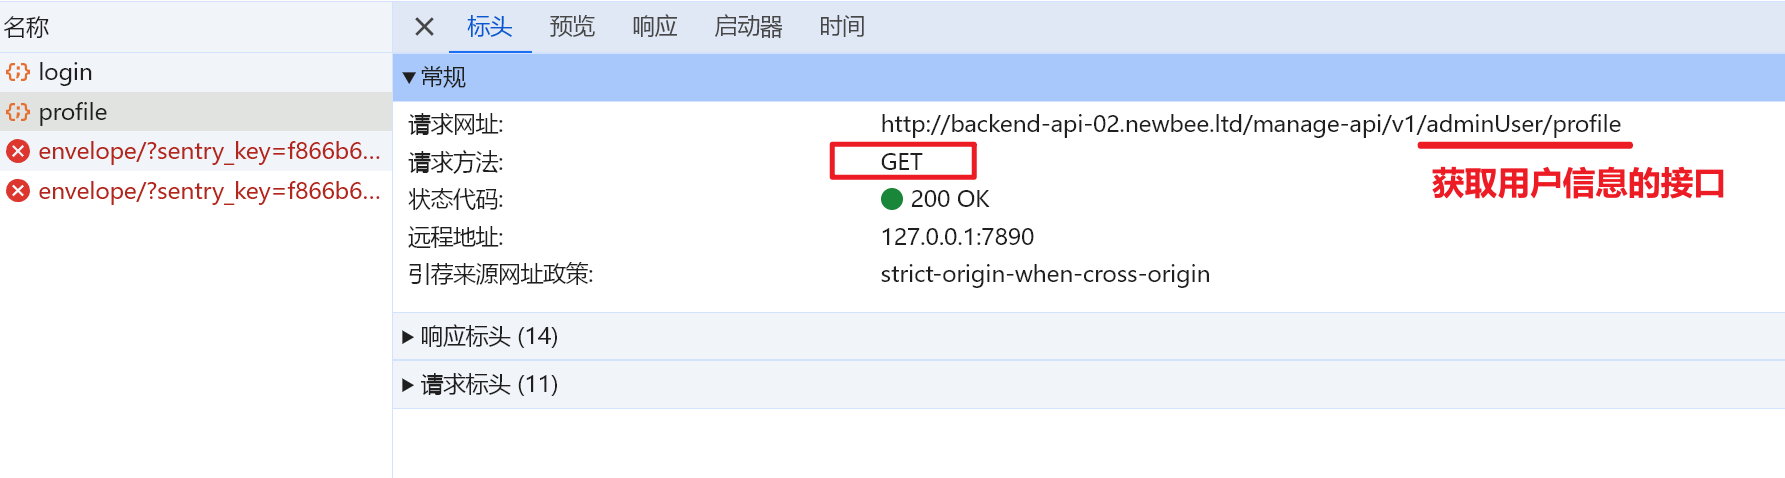 名称
login
profile
envelope/?sentry_key=f866b6...
envelope/?sentry_key=f866b6...
标头 预览 响应 启动器 时间
常规
请求网址: http://backend-api-02.newbee.ltd/manage-api/v1/adminUser/profile
请求方法: GET
获取用户信息的接口
状态代码: 200 OK
远程地址: 127.0.0.1:7890
引荐来源网址政策: strict-origin-when-cross-origin
响应标头 (14)
请求标头 (11)